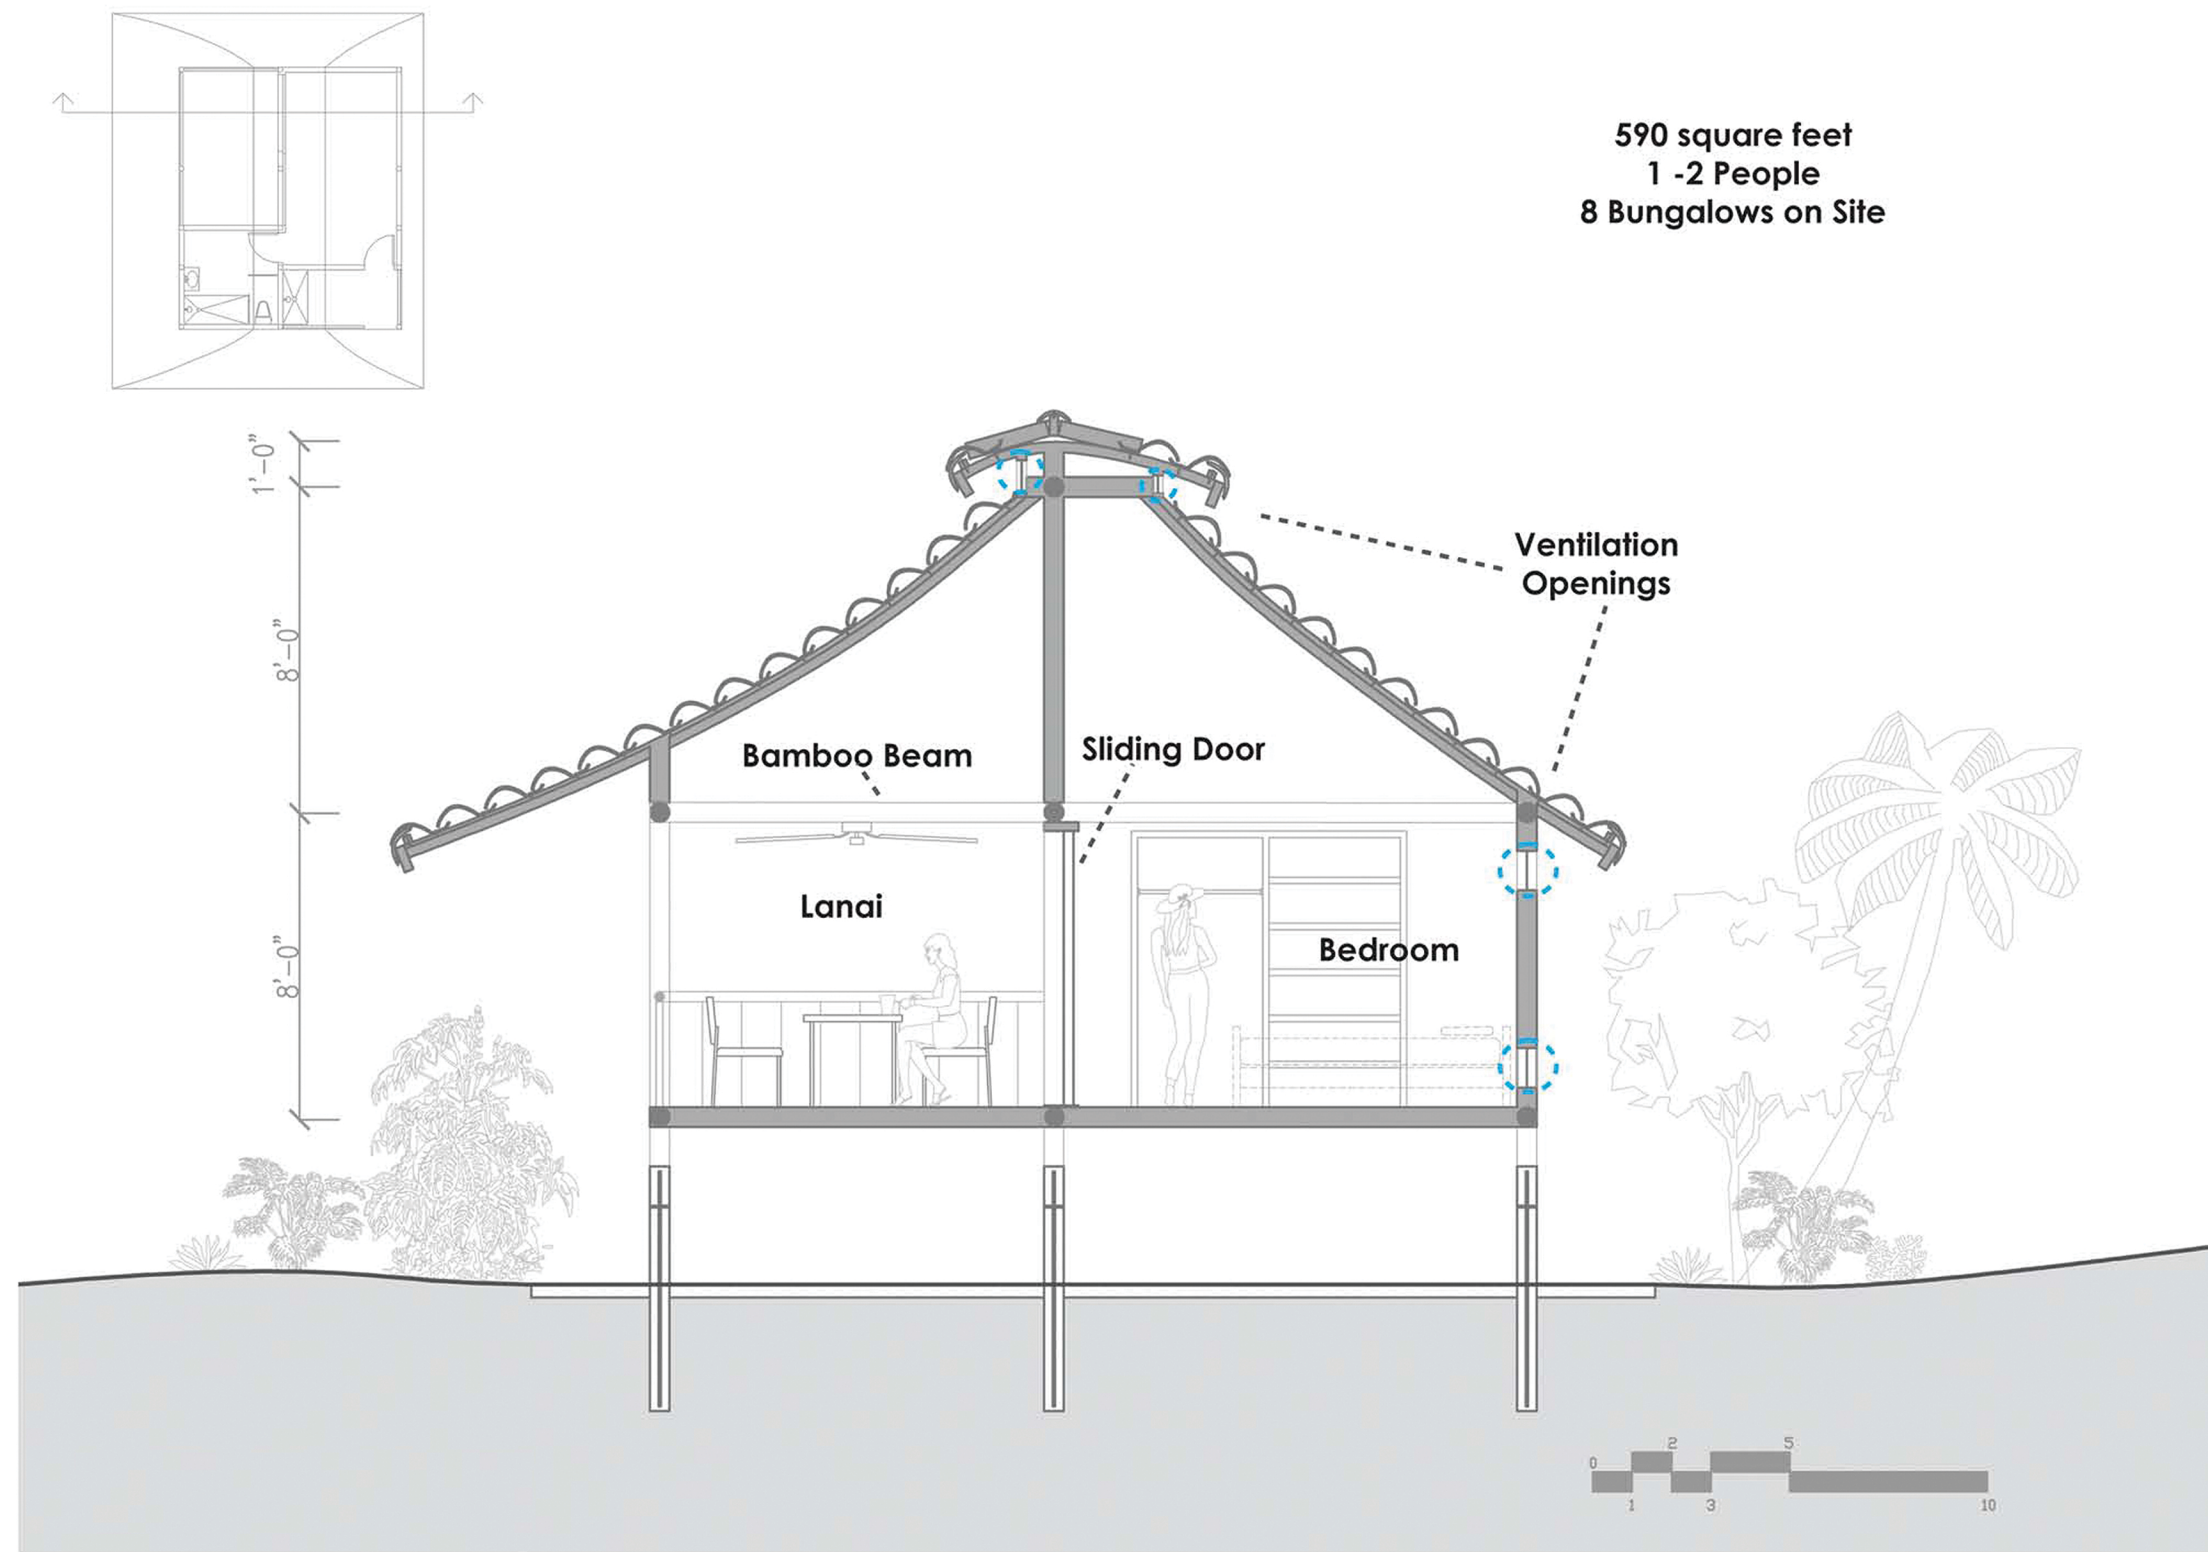 590 square feet
1 -2 People
8 Bungalows on Site
1'-0"
8'-0"
8'-0"
Ventilation
Openings
Bamboo Beam
Sliding Door
Lanai
Bedroom
0 2 5
1 3 10